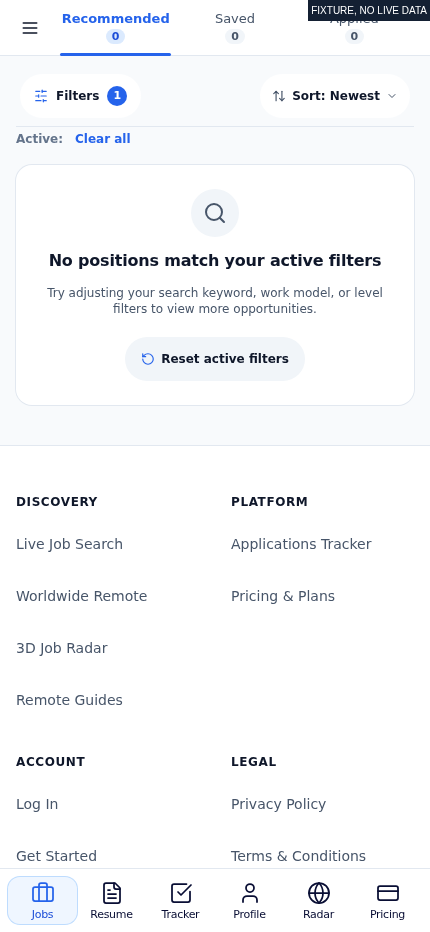 FIXTURE, NO LIVE DATA
Recommended
0
Saved
0
Applied
0
Filters 1
Sort: Newest
Active: Clear all
No positions match your active filters
Try adjusting your search keyword, work model, or level
filters to view more opportunities.
Reset active filters
DISCOVERY
Live Job Search
Worldwide Remote
3D Job Radar
Remote Guides
PLATFORM
Applications Tracker
Pricing & Plans
ACCOUNT
Log In
Get Started
LEGAL
Privacy Policy
Terms & Conditions
Jobs
Resume
Tracker
Profile
Radar
Pricing